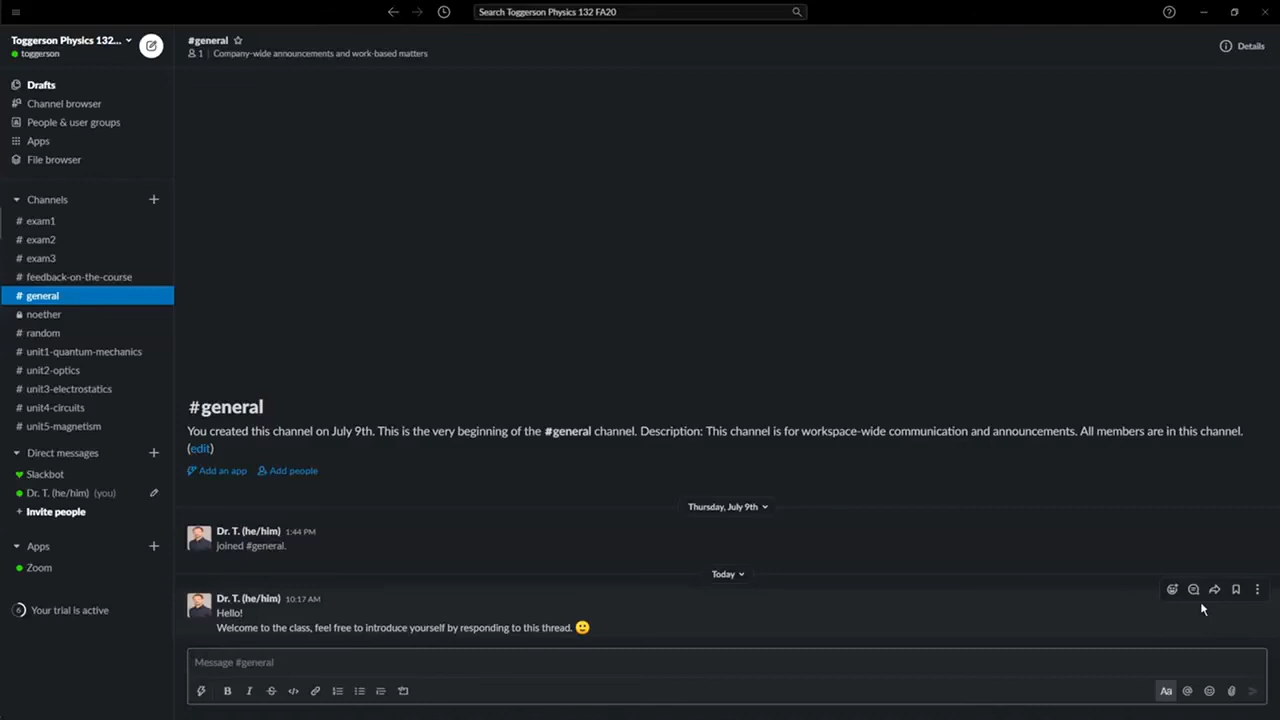 Search Toggerson Physics 132 FA20
Toggerson Physics 132...
toggerson
#general
1 Company-wide announcements and work-based matters
Details
Drafts
Channel browser
People & user groups
Apps
File browser
Channels
# exam1
# exam2
# exam3
# feedback-on-the-course
# general
noether
# random
# unit1-quantum-mechanics
# unit2-optics
# unit3-electrostatics
# unit4-circuits
# unit5-magnetism
Direct messages
Slackbot
Dr. T. (he/him) (you)
+ Invite people
Apps
Zoom
6 Your trial is active
#general
You created this channel on July 9th. This is the very beginning of the #general channel. Description: This channel is for workspace-wide communication and announcements. All members are in this channel.
(edit)
Add an app Add people
Thursday, July 9th
Dr. T. (he/him) 1:44 PM
joined #general.
Today
Dr. T. (he/him) 10:17 AM
Hello!
Welcome to the class, feel free to introduce yourself by responding to this thread. 🙂
Message #general
B I S Aa @